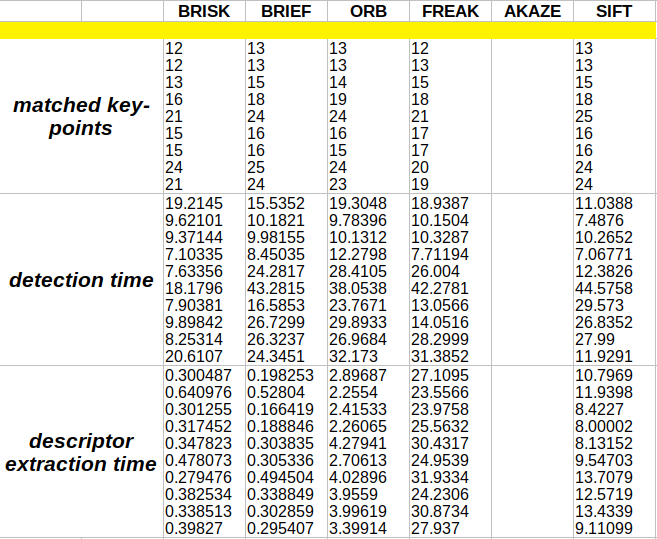 BRISK BRIEF ORB FREAK AKAZE SIFT
12 13 13 12 13
12 13 13 13 13
13 15 14 15 15
16 18 19 18 18
matched key-
21 24 24 21 25
points
15 16 16 17 16
15 16 15 17 16
24 25 24 20 24
21 24 23 19 24
19.2145 15.5352 19.3048 18.9387 11.0388
9.62101 10.1821 9.78396 10.1504 7.4876
9.37144 9.98155 10.1312 10.3287 10.2652
7.10335 8.45035 12.2798 7.71194 7.06771
detection time 7.63356 24.2817 28.4105 26.004 12.3826
18.1796 43.2815 38.0538 42.2781 44.5758
7.90381 16.5853 23.7671 13.0566 29.573
9.89842 26.7299 29.8933 14.0516 26.8352
8.25314 26.3237 26.9684 28.2999 27.99
20.6107 24.3451 32.173 31.3852 11.9291
0.300487 0.198253 2.89687 27.1095 10.7969
0.640976 0.52804 2.2554 23.5566 11.9398
0.301255 0.166419 2.41533 23.9758 8.4227
0.317452 0.188846 2.26065 25.5632 8.00002
descriptor
0.347823 0.303835 4.27941 30.4317 8.13152
extraction time
0.478073 0.305336 2.70613 24.9539 9.54703
0.279476 0.494504 4.02896 31.9334 13.7079
0.382534 0.338849 3.9559 24.2306 12.5719
0.338513 0.302859 3.99619 30.8734 13.4339
0.39827 0.295407 3.39914 27.937 9.11099